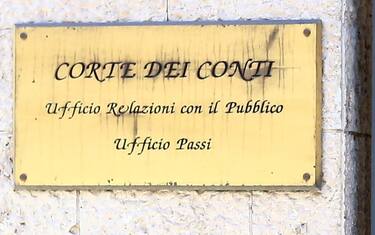 CORTE DEI CONTI
Ufficio Relazioni con il Pubblico
Ufficio Passi